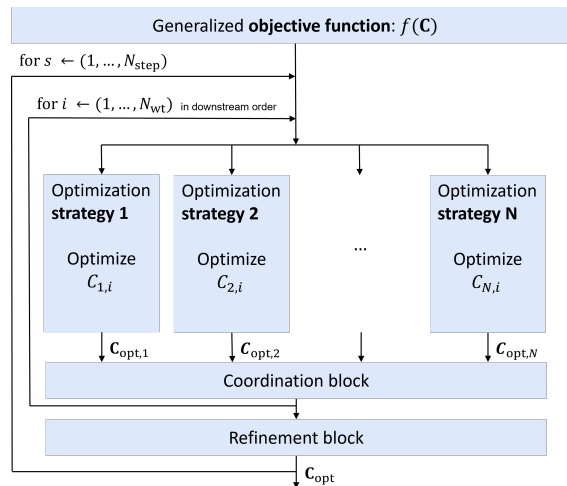 Generalized objective function: f(C)
for s ← (1, … , N_step)
for i ← (1, … , N_wt) in downstream order
Optimization
strategy 1
Optimize
C_1,i
Optimization
strategy 2
Optimize
C_2,i
...
Optimization
strategy N
Optimize
C_N,i
C_opt,1
C_opt,2
C_opt,N
Coordination block
Refinement block
C_opt